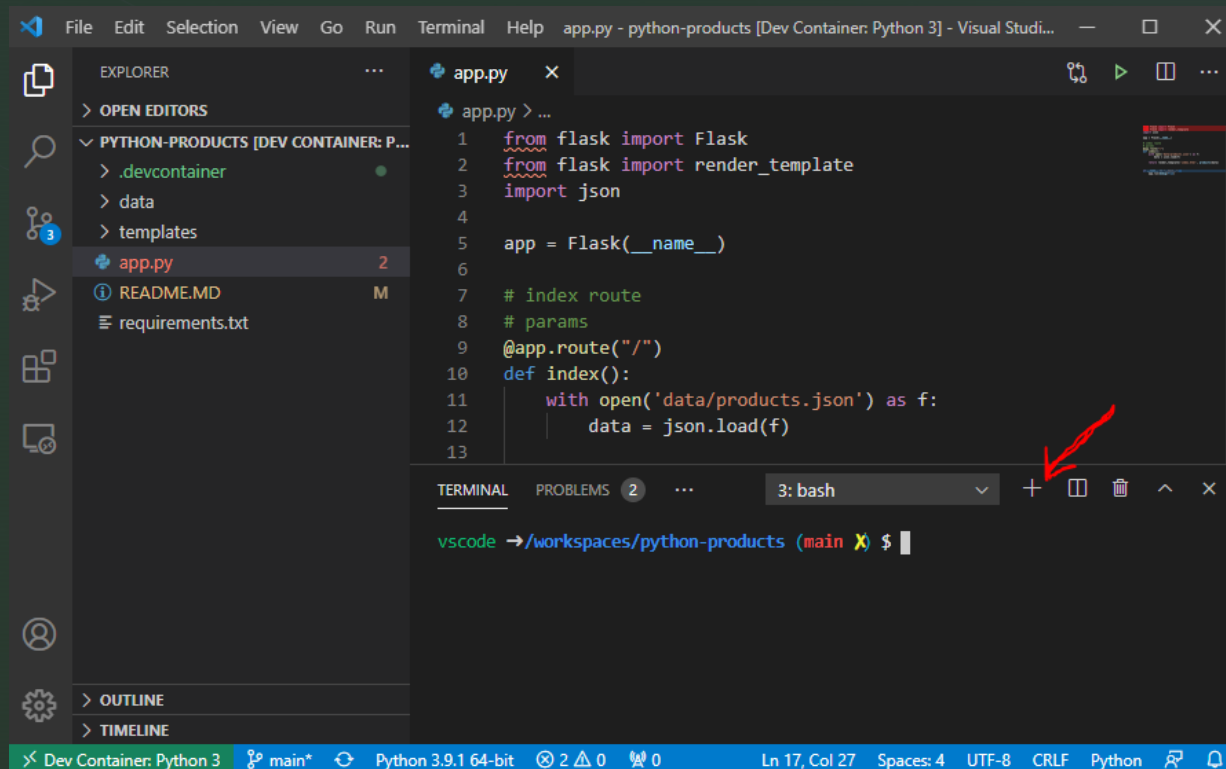 File Edit Selection View Go Run Terminal Help app.py - python-products [Dev Container: Python 3] - Visual Studi...
EXPLORER
OPEN EDITORS
PYTHON-PRODUCTS [DEV CONTAINER: P...
.devcontainer
data
templates
app.py 2
README.MD M
requirements.txt
3
OUTLINE
TIMELINE
app.py
app.py > ...
1 from flask import Flask
2 from flask import render_template
3 import json
4
5 app = Flask(__name__)
6
7 # index route
8 # params
9 @app.route("/")
10 def index():
11 with open('data/products.json') as f:
12 data = json.load(f)
13
TERMINAL PROBLEMS 2 ... 3: bash
vscode ➜/workspaces/python-products (main ✗) $
Dev Container: Python 3 main* Python 3.9.1 64-bit 2 0 0 Ln 17, Col 27 Spaces: 4 UTF-8 CRLF Python